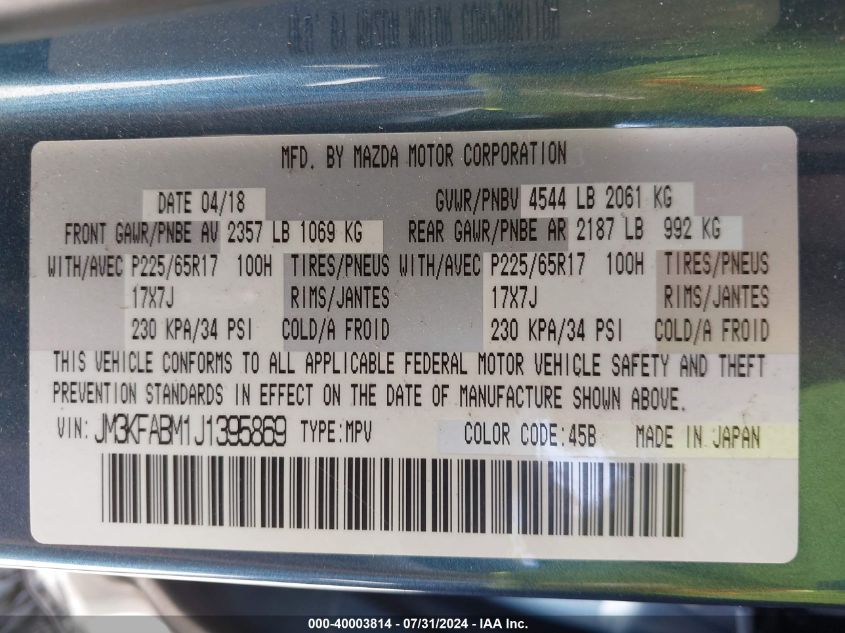 MFD. BY MAZDA MOTOR CORPORATION
DATE 04/18 GVWR/PNBV 4544 LB 2061 KG
FRONT GAWR/PNBE AV 2357 LB 1069 KG REAR GAWR/PNBE AR 2187 LB 992 KG
WITH/AVEC P225/65R17 100H TIRES/PNEUS WITH/AVEC P225/65R17 100H TIRES/PNEUS
17X7J RIMS/JANTES 17X7J RIMS/JANTES
230 KPA/34 PSI COLD/A FROID 230 KPA/34 PSI COLD/A FROID
THIS VEHICLE CONFORMS TO ALL APPLICABLE FEDERAL MOTOR VEHICLE SAFETY AND THEFT
PREVENTION STANDARDS IN EFFECT ON THE DATE OF MANUFACTURE SHOWN ABOVE.
VIN: JM3KFABM1J1395869 TYPE:MPV COLOR CODE:45B MADE IN JAPAN
000-40003814 - 07/31/2024 - IAA Inc.